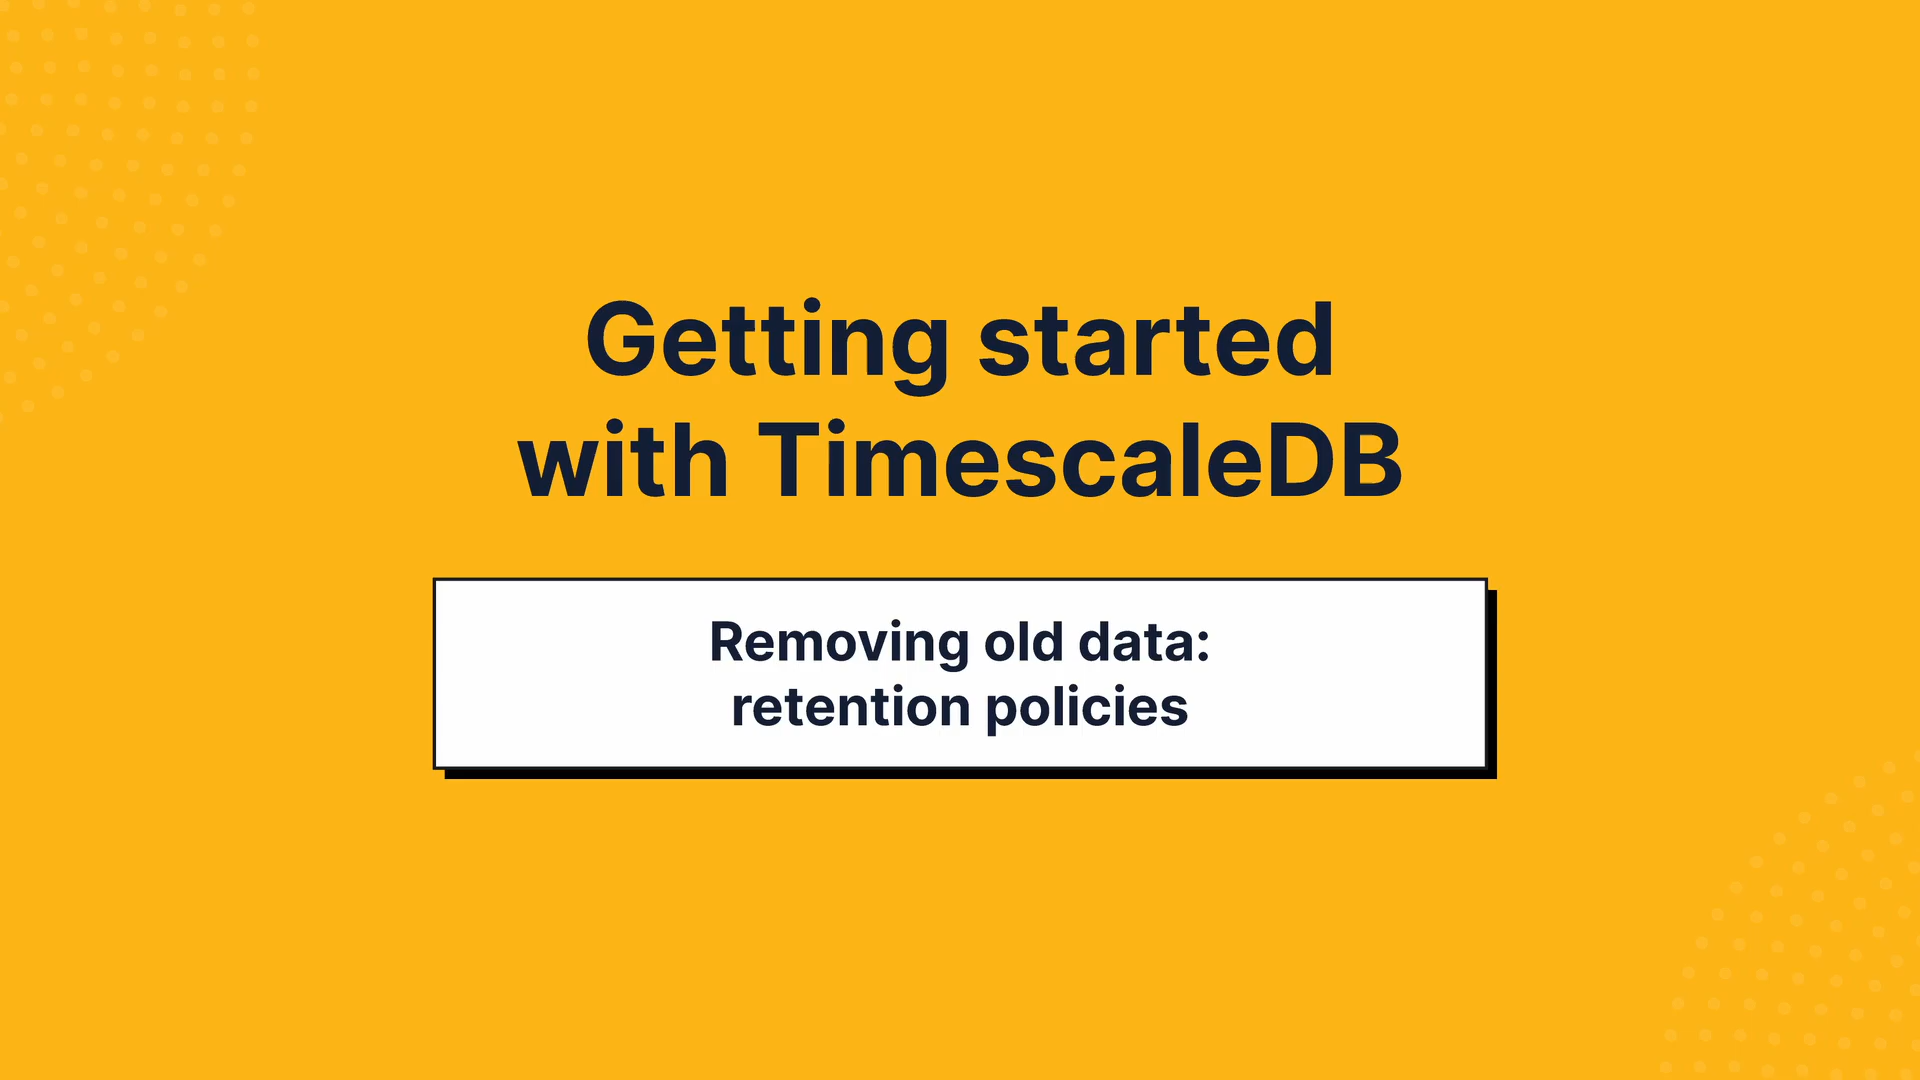 Getting started
with TimescaleDB
Removing old data:
retention policies